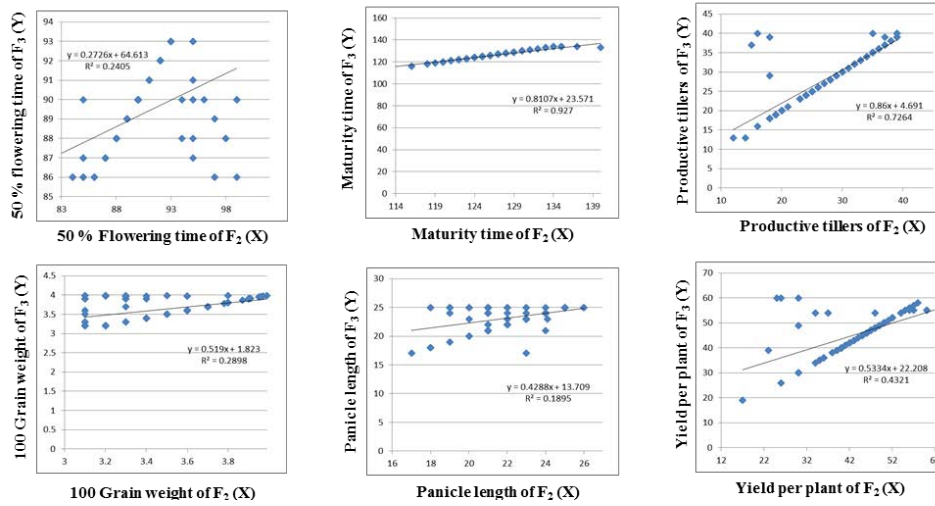 50 % flowering time of F3 (Y)
94
93
92
91
90
89
88
87
86
85
y = 0.2726x + 64.613
R² = 0.2405
83 88 93 98
50 % Flowering time of F2 (X)
Maturity time of F3 (Y)
160
140
120
100
80
60
40
20
0
y = 0.8107x + 23.571
R² = 0.927
114 119 124 129 134 139
Maturity time of F2 (X)
Productive tillers of F3 (Y)
45
40
35
30
25
20
15
10
5
0
y = 0.86x + 4.691
R² = 0.7264
10 20 30 40
Productive tillers of F2 (X)
100 Grain weight of F3 (Y)
4.5
4
3.5
3
2.5
2
1.5
1
0.5
0
y = 0.519x + 1.823
R² = 0.2898
3 3.2 3.4 3.6 3.8
100 Grain weight of F2 (X)
Panicle length of F3 (Y)
30
25
20
15
10
5
0
y = 0.4288x + 13.709
R² = 0.1895
16 18 20 22 24 26
Panicle length of F2 (X)
Yield per plant of F3 (Y)
70
60
50
40
30
20
10
0
y = 0.5334x + 22.208
R² = 0.4321
12 22 32 42 52
Yield per plant of F2 (X)